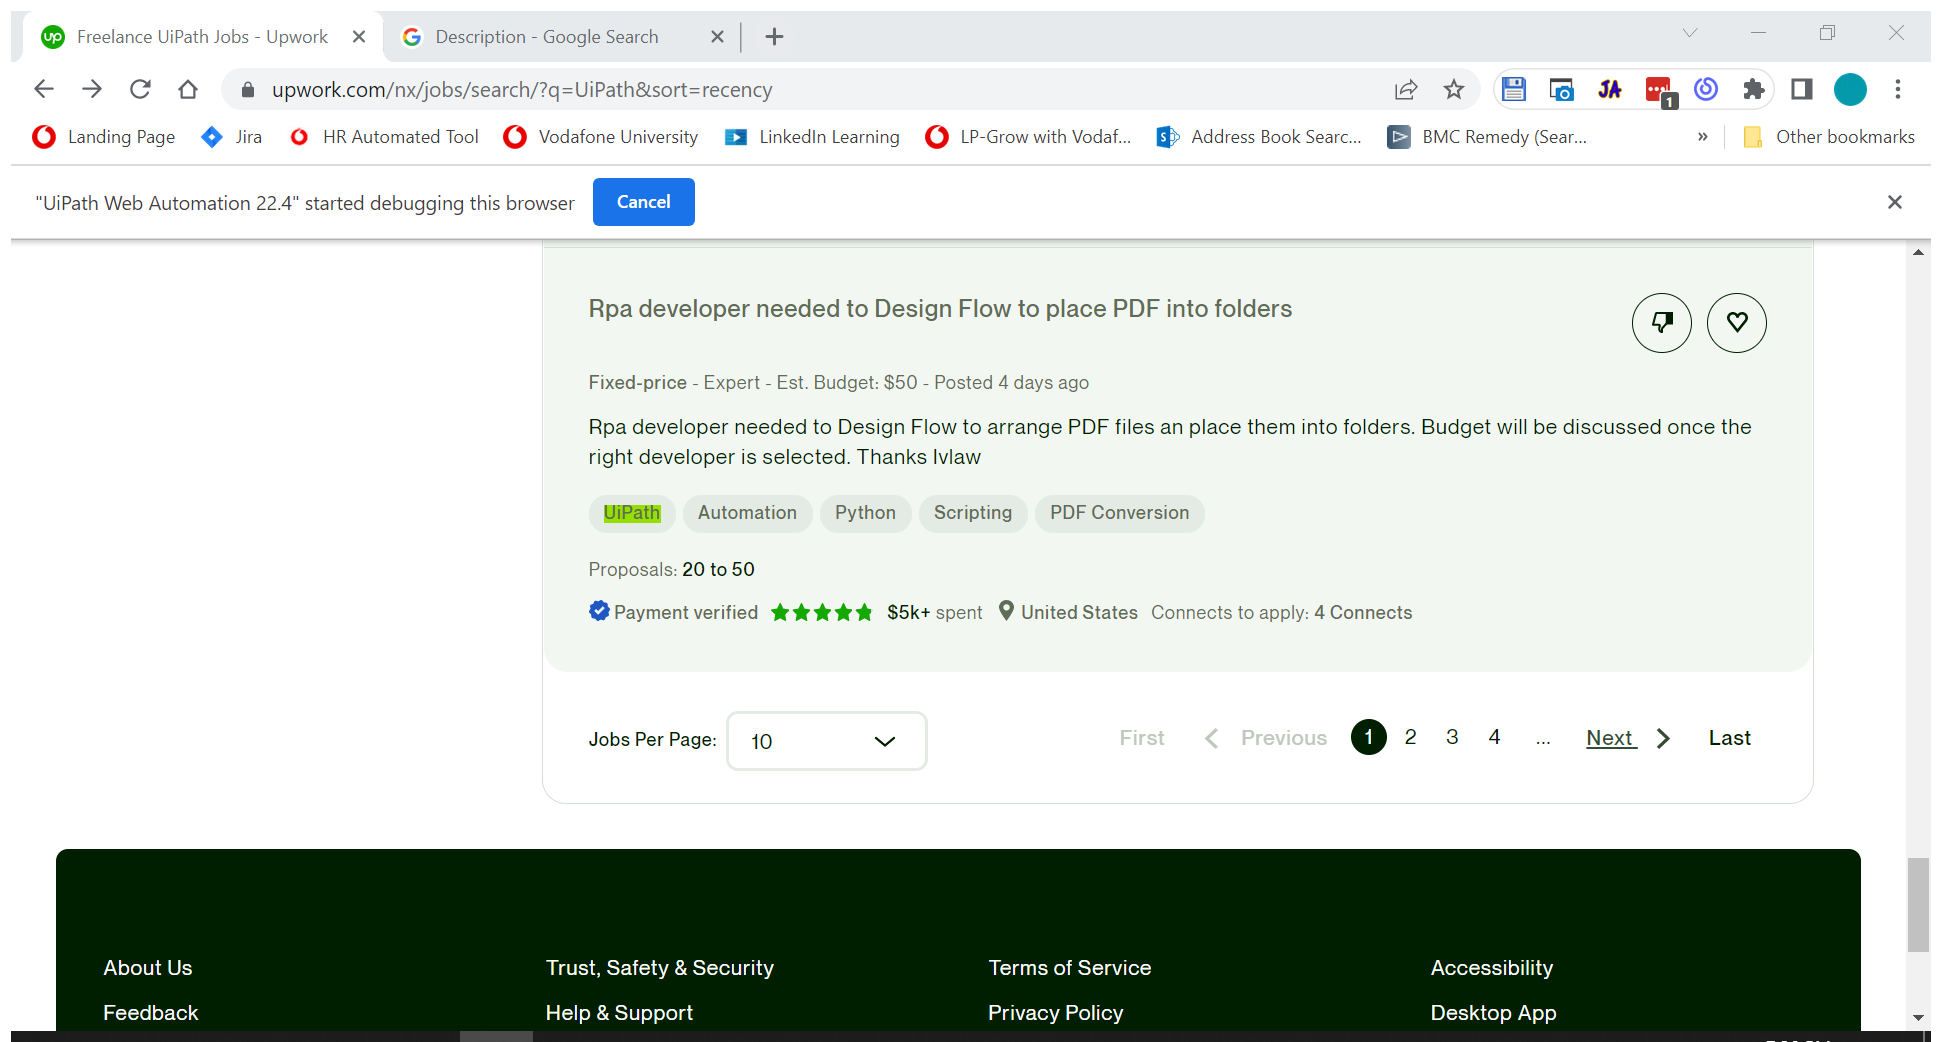 up Freelance UiPath Jobs - Upwork
Description - Google Search
upwork.com/nx/jobs/search/?q=UiPath&sort=recency
JA
1
Landing Page
Jira
HR Automated Tool
Vodafone University
LinkedIn Learning
LP-Grow with Vodaf...
Address Book Searc...
BMC Remedy (Sear...
»
Other bookmarks
"UiPath Web Automation 22.4" started debugging this browser
Cancel
Rpa developer needed to Design Flow to place PDF into folders
Fixed-price - Expert - Est. Budget: $50 - Posted 4 days ago
Rpa developer needed to Design Flow to arrange PDF files an place them into folders. Budget will be discussed once the
right developer is selected. Thanks lvlaw
UiPath Automation Python Scripting PDF Conversion
Proposals: 20 to 50
Payment verified $5k+ spent United States Connects to apply: 4 Connects
Jobs Per Page: 10
First Previous 1 2 3 4 ... Next Last
About Us Trust, Safety & Security Terms of Service Accessibility
Feedback Help & Support Privacy Policy Desktop App